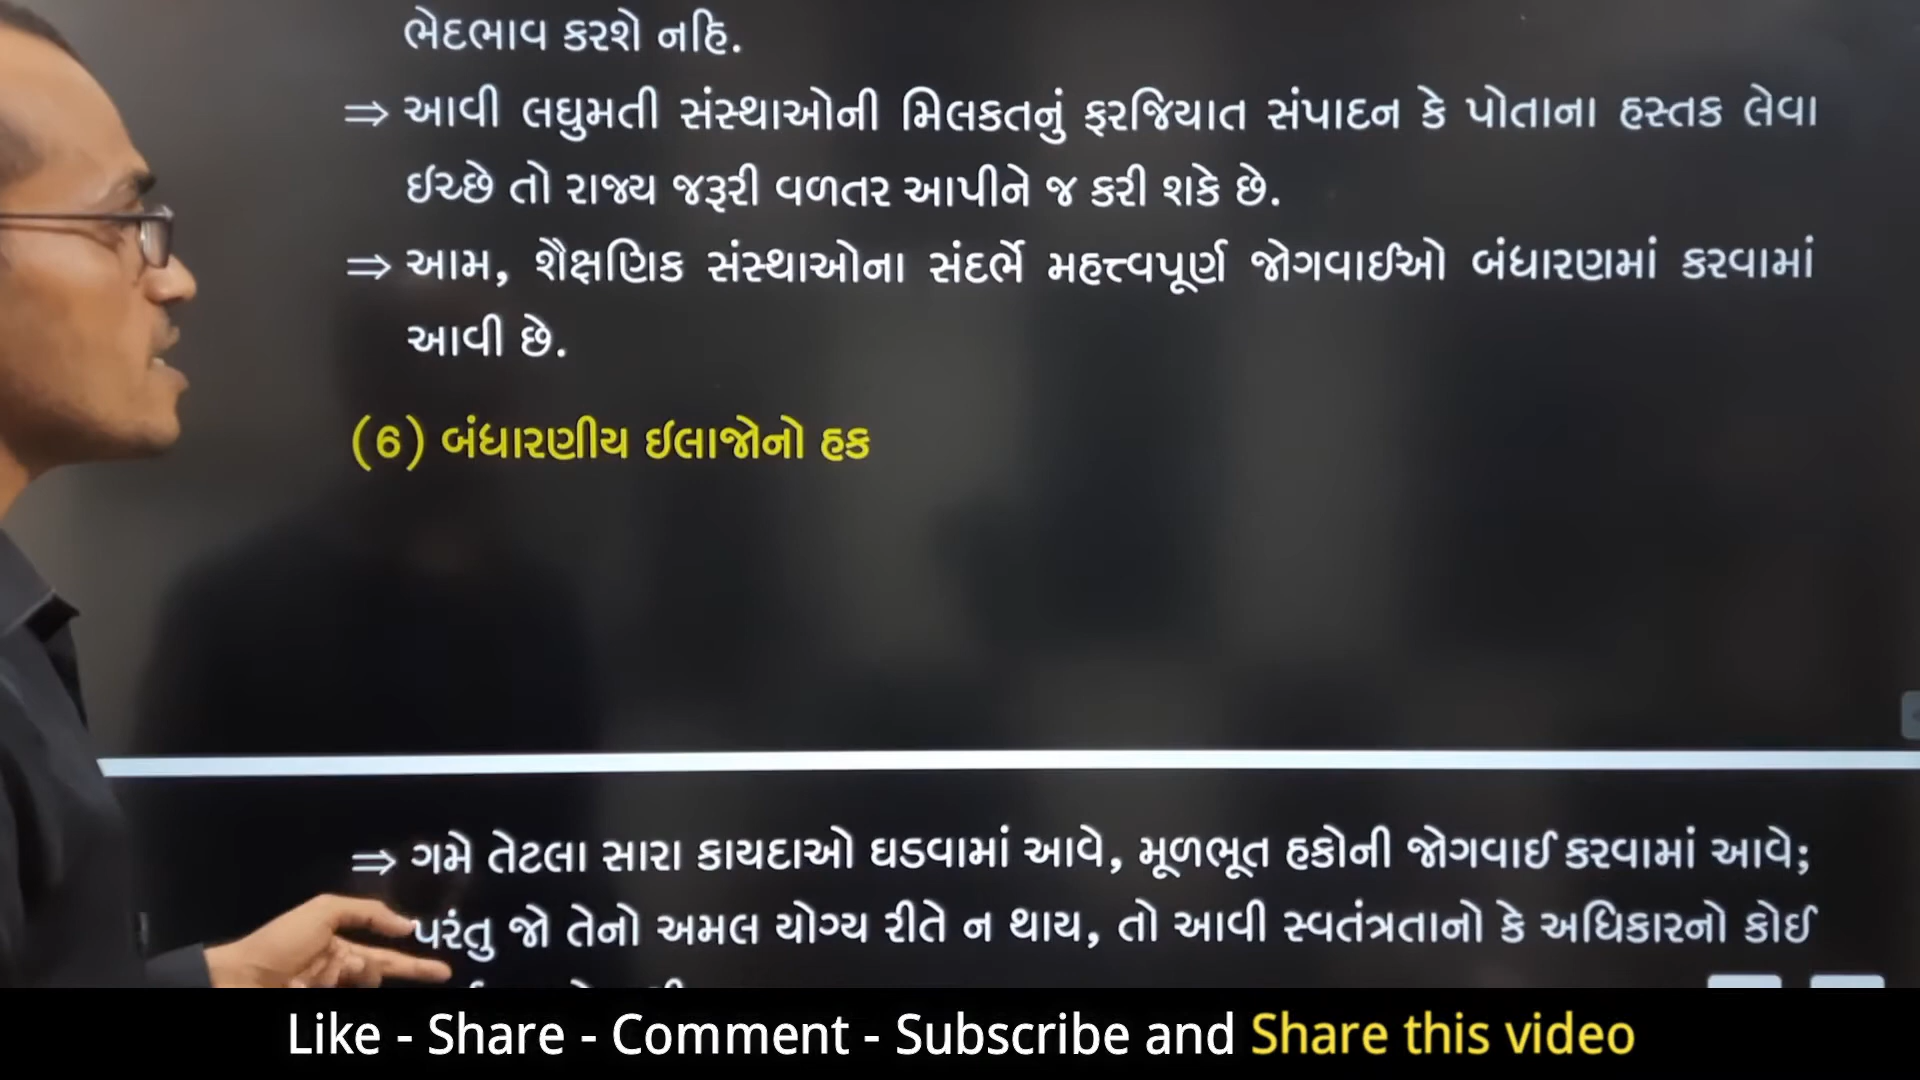 ભેદભાવ કરશે નહિ.
⇒ આવી લઘુમતી સંસ્થાઓની મિલકતનું ફરજિયાત સંપાદન કે પોતાના હસ્તક લેવા
ઈચ્છે તો રાજ્ય જરૂરી વળતર આપીને જ કરી શકે છે.
⇒ આમ, શૈક્ષણિક સંસ્થાઓના સંદર્ભે મહત્ત્વપૂર્ણ જોગવાઈઓ બંધારણમાં કરવામાં
આવી છે.
(6) બંધારણીય ઈલાજોનો હક
⇒ ગમે તેટલા સારા કાયદાઓ ઘડવામાં આવે, મૂળભૂત હકોની જોગવાઈ કરવામાં આવે;
પરંતુ જો તેનો અમલ યોગ્ય રીતે ન થાય, તો આવી સ્વતંત્રતાનો કે અધિકારનો કોઈ
Like - Share - Comment - Subscribe and Share this video